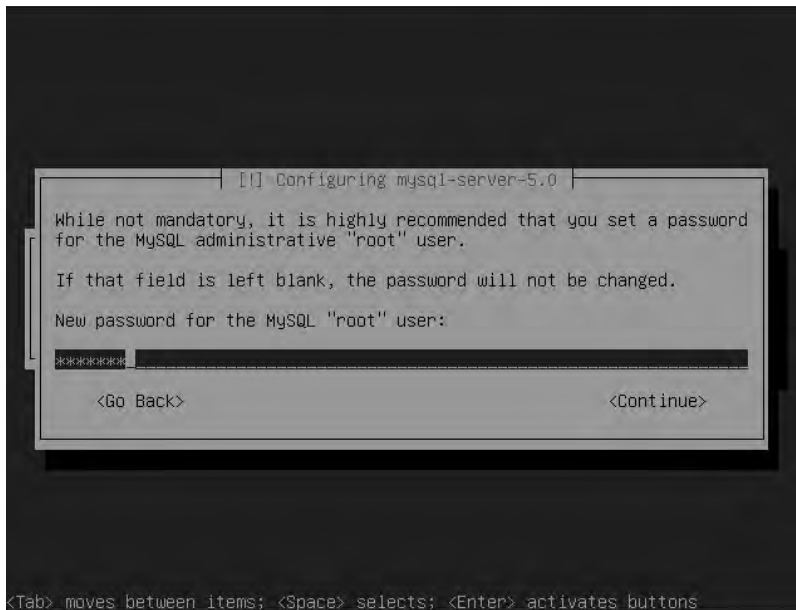 [!] Configuring mysql-server-5.0
While not mandatory, it is highly recommended that you set a password
for the MySQL administrative "root" user.
If that field is left blank, the password will not be changed.
New password for the MySQL "root" user:
*******
<Go Back> <Continue>
<Tab> moves between items; <Space> selects; <Enter> activates buttons